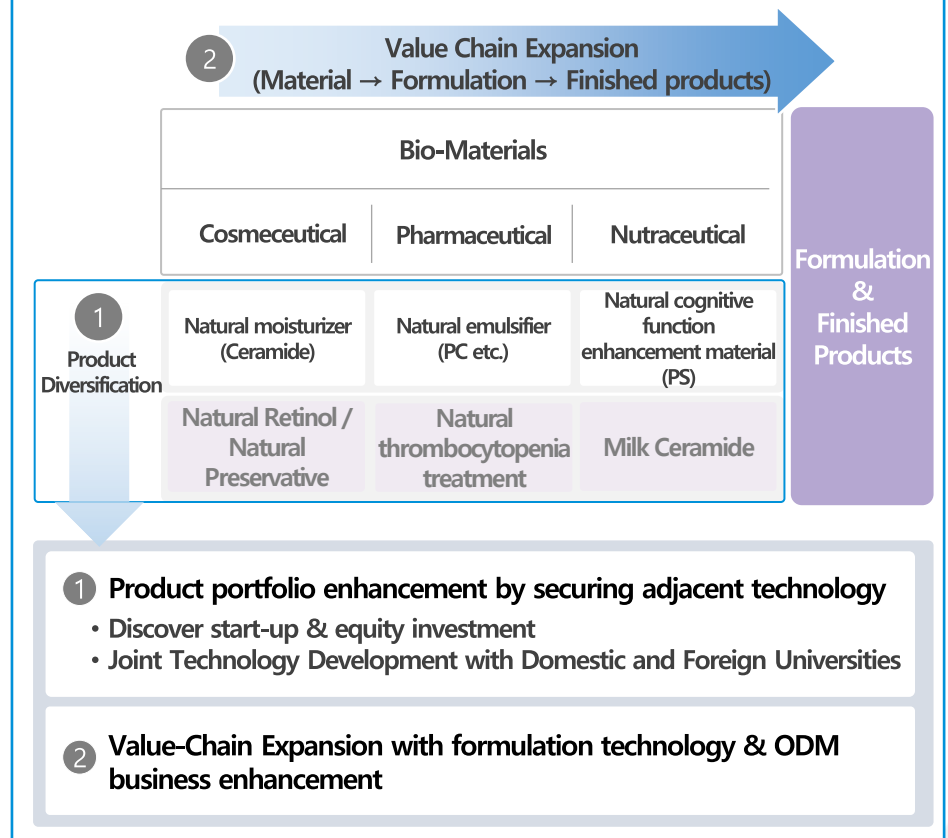 2
Value Chain Expansion
(Material → Formulation → Finished products)
Bio-Materials
Cosmeceutical
Pharmaceutical
Nutraceutical
Formulation
&
Finished
Products
1
Product
Diversification
Natural moisturizer
(Ceramide)
Natural emulsifier
(PC etc.)
Natural cognitive
function
enhancement material
(PS)
Natural Retinol /
Natural
Preservative
Natural
thrombocytopenia
treatment
Milk Ceramide
1 Product portfolio enhancement by securing adjacent technology
• Discover start-up & equity investment
• Joint Technology Development with Domestic and Foreign Universities
2 Value-Chain Expansion with formulation technology & ODM
business enhancement